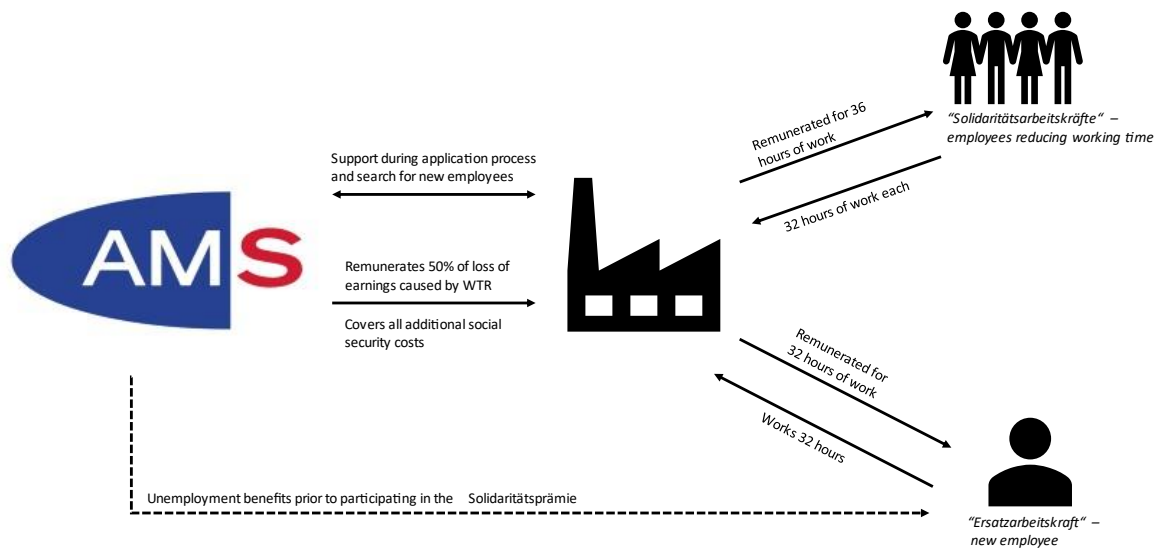 Remunerated for 36
hours of work
"Solidaritätsarbeitskräfte“ –
employees reducing working time
32 hours of work each
Support during application process
and search for new employees
AMS
Remunerates 50% of loss of
earnings caused by WTR
Covers all additional social
security costs
Remunerated for
32 hours of work
Works 32 hours
Unemployment benefits prior to participating in the Solidaritätsprämie
"Ersatzarbeitskraft“ –
new employee